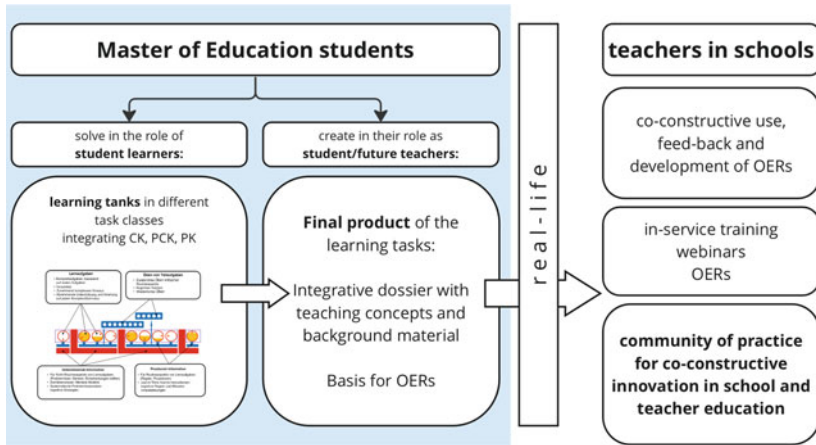 Master of Education students
solve in the role of
student learners:
create in their role as
student/future teachers:
learning tanks in different
task classes
integrating CK, PCK, PK
Lernaufgaben
Final product of the
learning tasks:
Integrative dossier with
teaching concepts and
background material
Basis for OERs
real-life
teachers in schools
co-constructive use,
feed-back and
development of OERs
in-service training
webinars
OERs
community of practice
for co-constructive
innovation in school and
teacher education